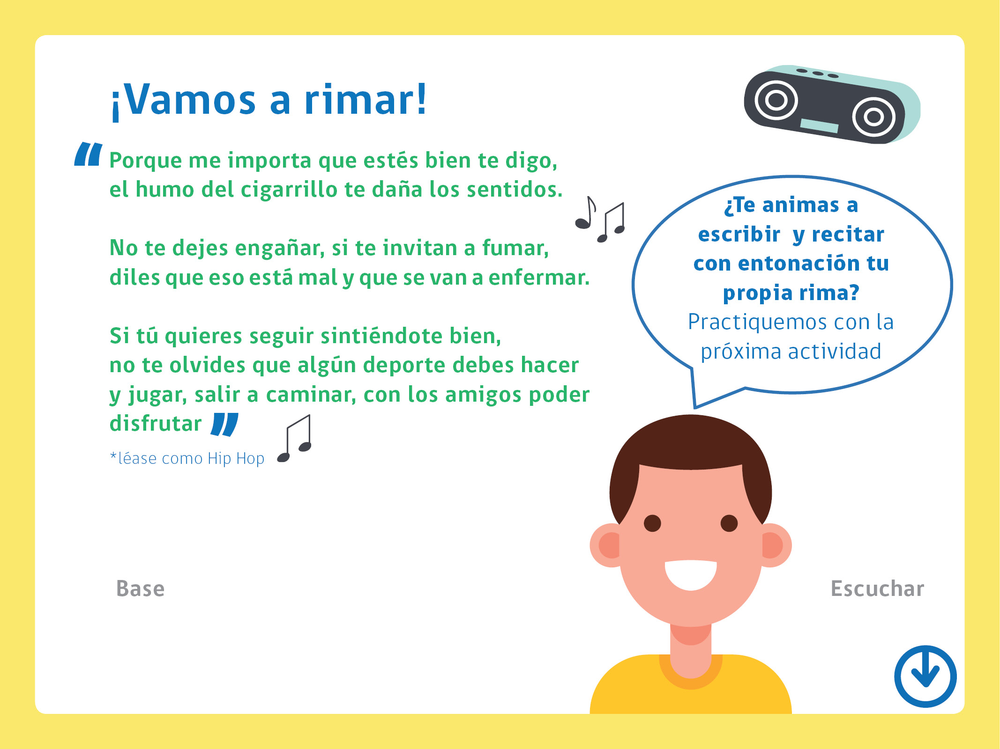 ¡Vamos a rimar!
“Porque me importa que estés bien te digo,
el humo del cigarrillo te daña los sentidos.
No te dejes engañar, si te invitan a fumar,
diles que eso está mal y que se van a enfermar.
Si tú quieres seguir sintiéndote bien,
no te olvides que algún deporte debes hacer
y jugar, salir a caminar, con los amigos poder
disfrutar”
*léase como Hip Hop
¿Te animas a
escribir  y recitar
con entonación tu
propia rima?
Practiquemos con la
próxima actividad
Base
Escuchar